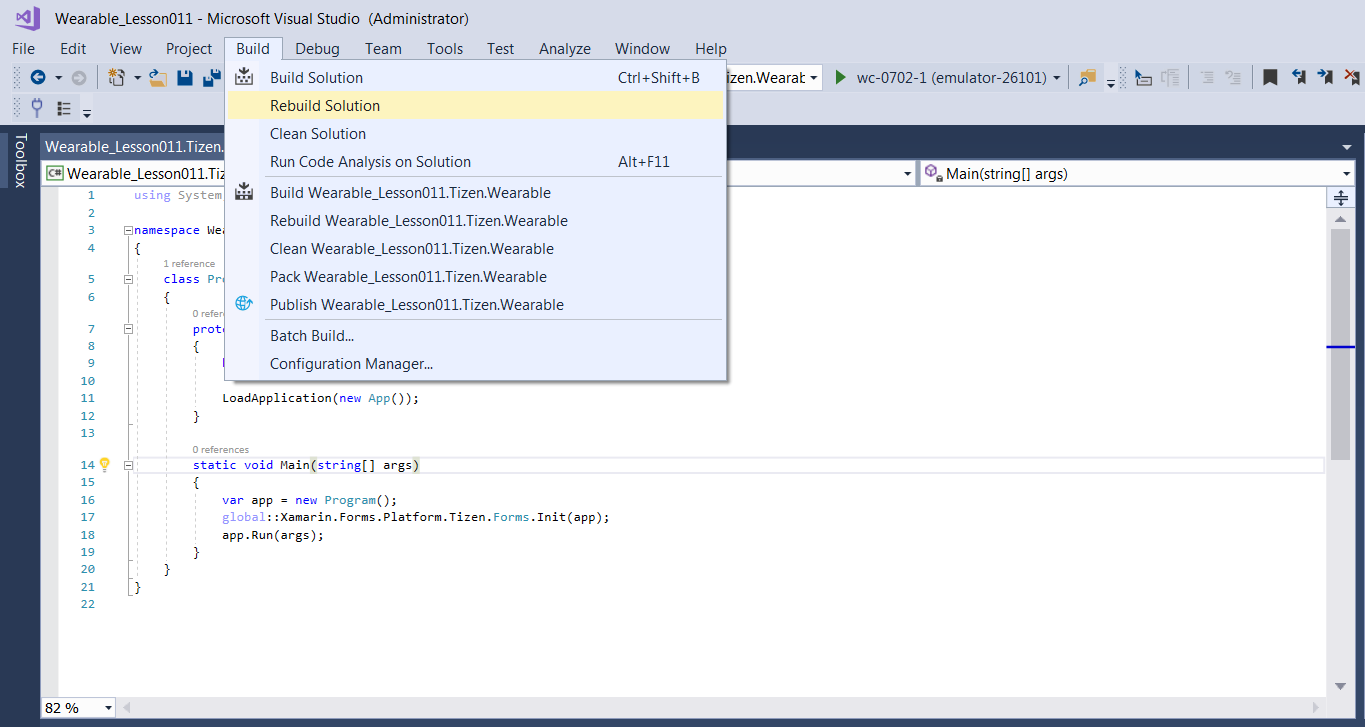 Wearable_Lesson011 - Microsoft Visual Studio (Administrator)
File Edit View Project Build Debug Team Tools Test Analyze Window Help
Build Solution Ctrl+Shift+B
izen.Wearab
wc-0702-1 (emulator-26101)
Rebuild Solution
Clean Solution
Run Code Analysis on Solution Alt+F11
Build Wearable_Lesson011.Tizen.Wearable
Rebuild Wearable_Lesson011.Tizen.Wearable
Clean Wearable_Lesson011.Tizen.Wearable
Pack Wearable_Lesson011.Tizen.Wearable
Publish Wearable_Lesson011.Tizen.Wearable
Batch Build...
Configuration Manager...
Toolbox
Wearable_Lesson011.Tizen.
C# Wearable_Lesson011.Tiz
Main(string[] args)
1 using System
2
3 namespace Wea
4 {
1 reference
5 class Pro
6 {
0 refere
7 prote
8 {
9
10
11 LoadApplication(new App());
12 }
13
0 references
14 static void Main(string[] args)
15 {
16 var app = new Program();
17 global::Xamarin.Forms.Platform.Tizen.Forms.Init(app);
18 app.Run(args);
19 }
20 }
21 }
22
82 %